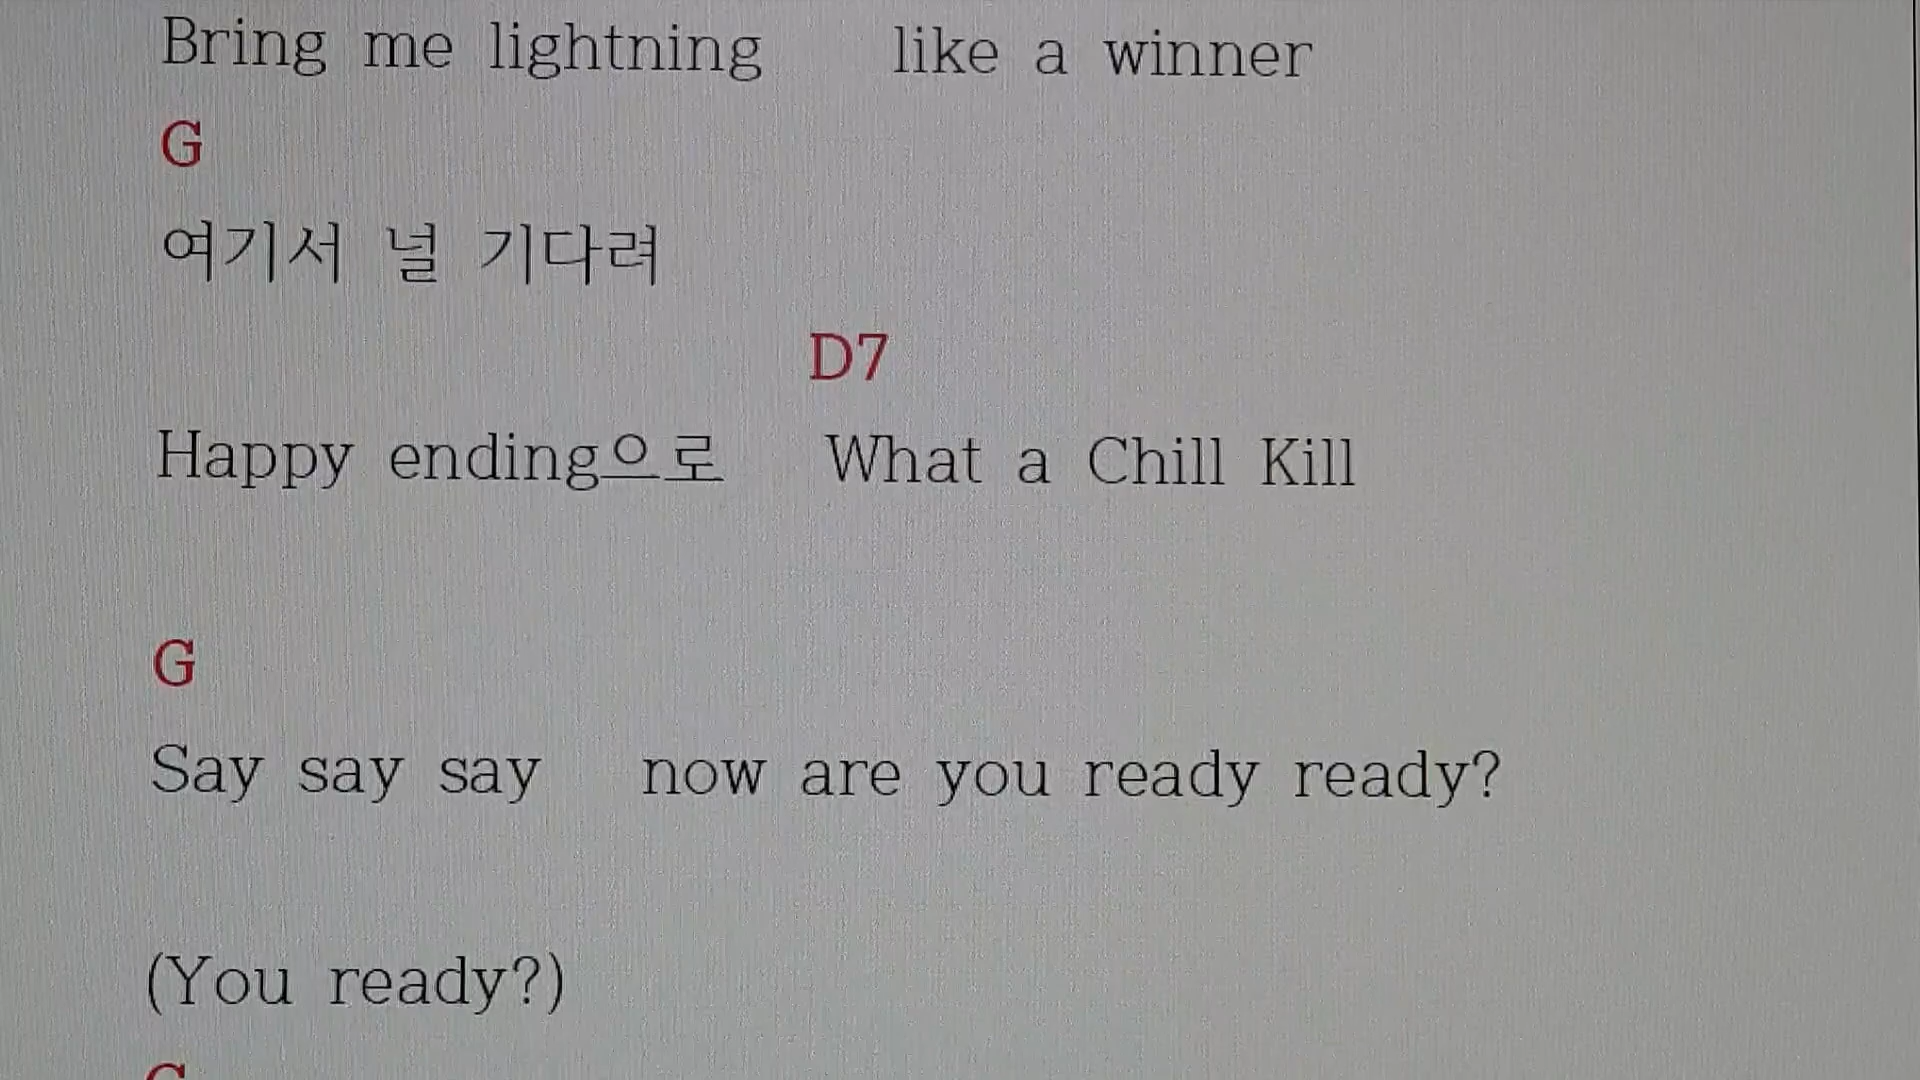 Bring me lightning like a winner
G
여기서 널 기다려
D7
Happy ending으로 What a Chill Kill
G
Say say say now are you ready ready?
(You ready?)